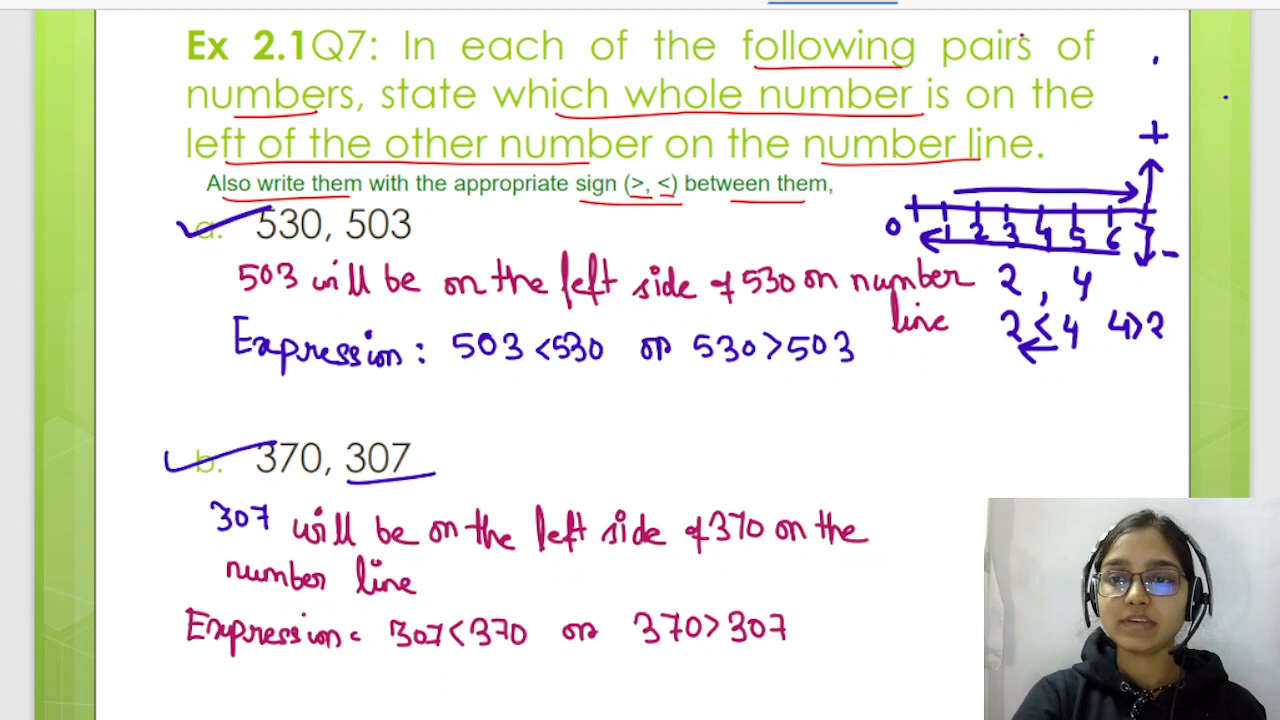 Ex 2.1Q7: In each of the following pairs of
numbers, state which whole number is on the
left of the other number on the number line.
Also write them with the appropriate sign (>, <) between them,
a. 530, 503
503 will be on the left side of 530 on number
line
Expression: 503 < 530 or 530 > 503
+
0 1 2 3 4 5 6 7 -
2, 4
2 < 4 4 > 2
b. 370, 307
307 will be on the left side of 370 on the
number line
Expression: 307 < 370 or 370 > 307